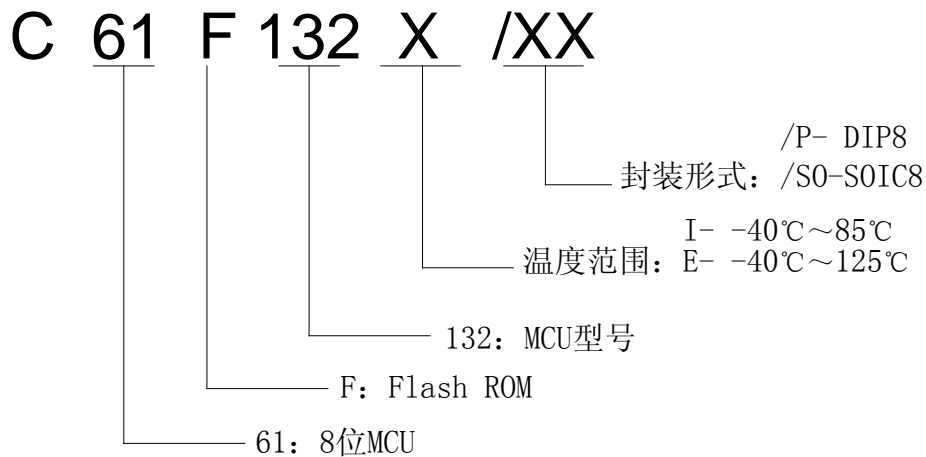 C 61 F 132 X /XX
/P- DIP8
封装形式：/SO-SOIC8
I- -40℃～85℃
温度范围：E- -40℃～125℃
132：MCU型号
F：Flash ROM
61：8位MCU